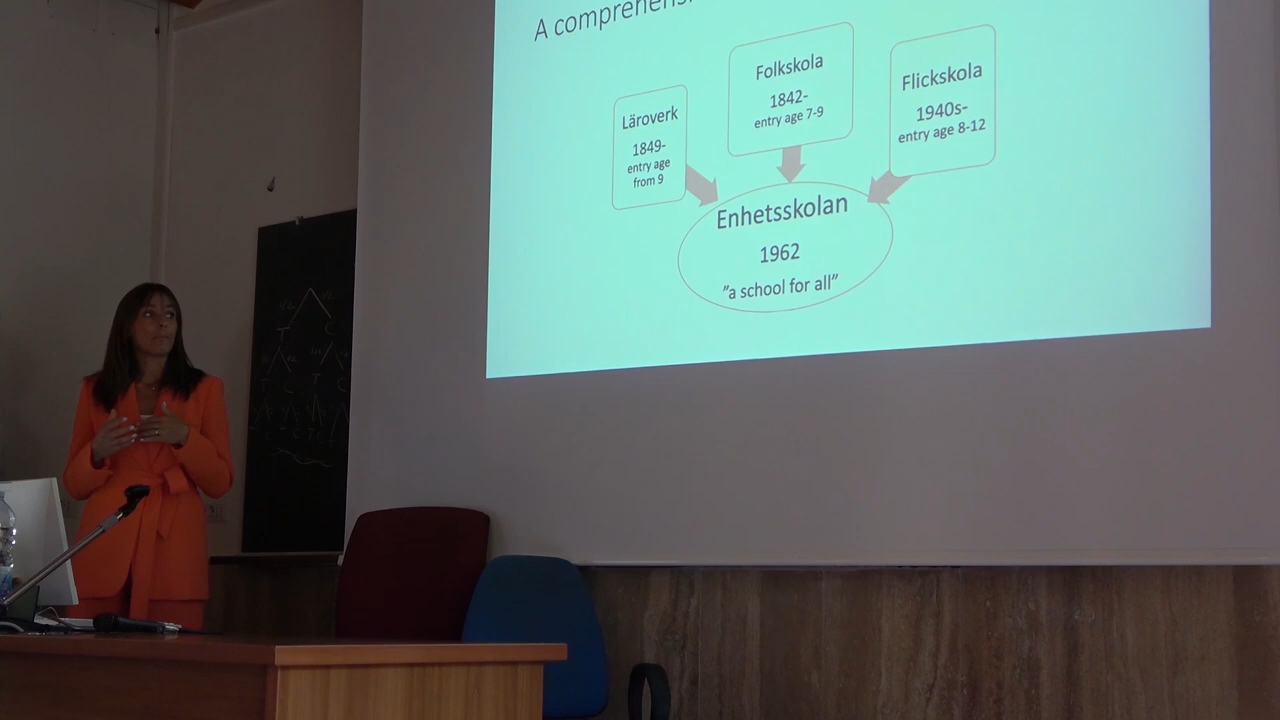 A comprehensi
Läroverk
1849-
entry age
from 9
Folkskola
1842-
entry age 7-9
Flickskola
1940s-
entry age 8-12
Enhetsskolan
1962
”a school for all”
T
C
T
C
T
C